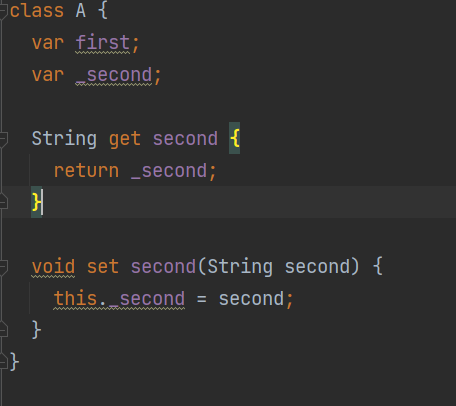 class A {
  var first;
  var _second;

  String get second {
    return _second;
  }

  void set second(String second) {
    this._second = second;
  }
}